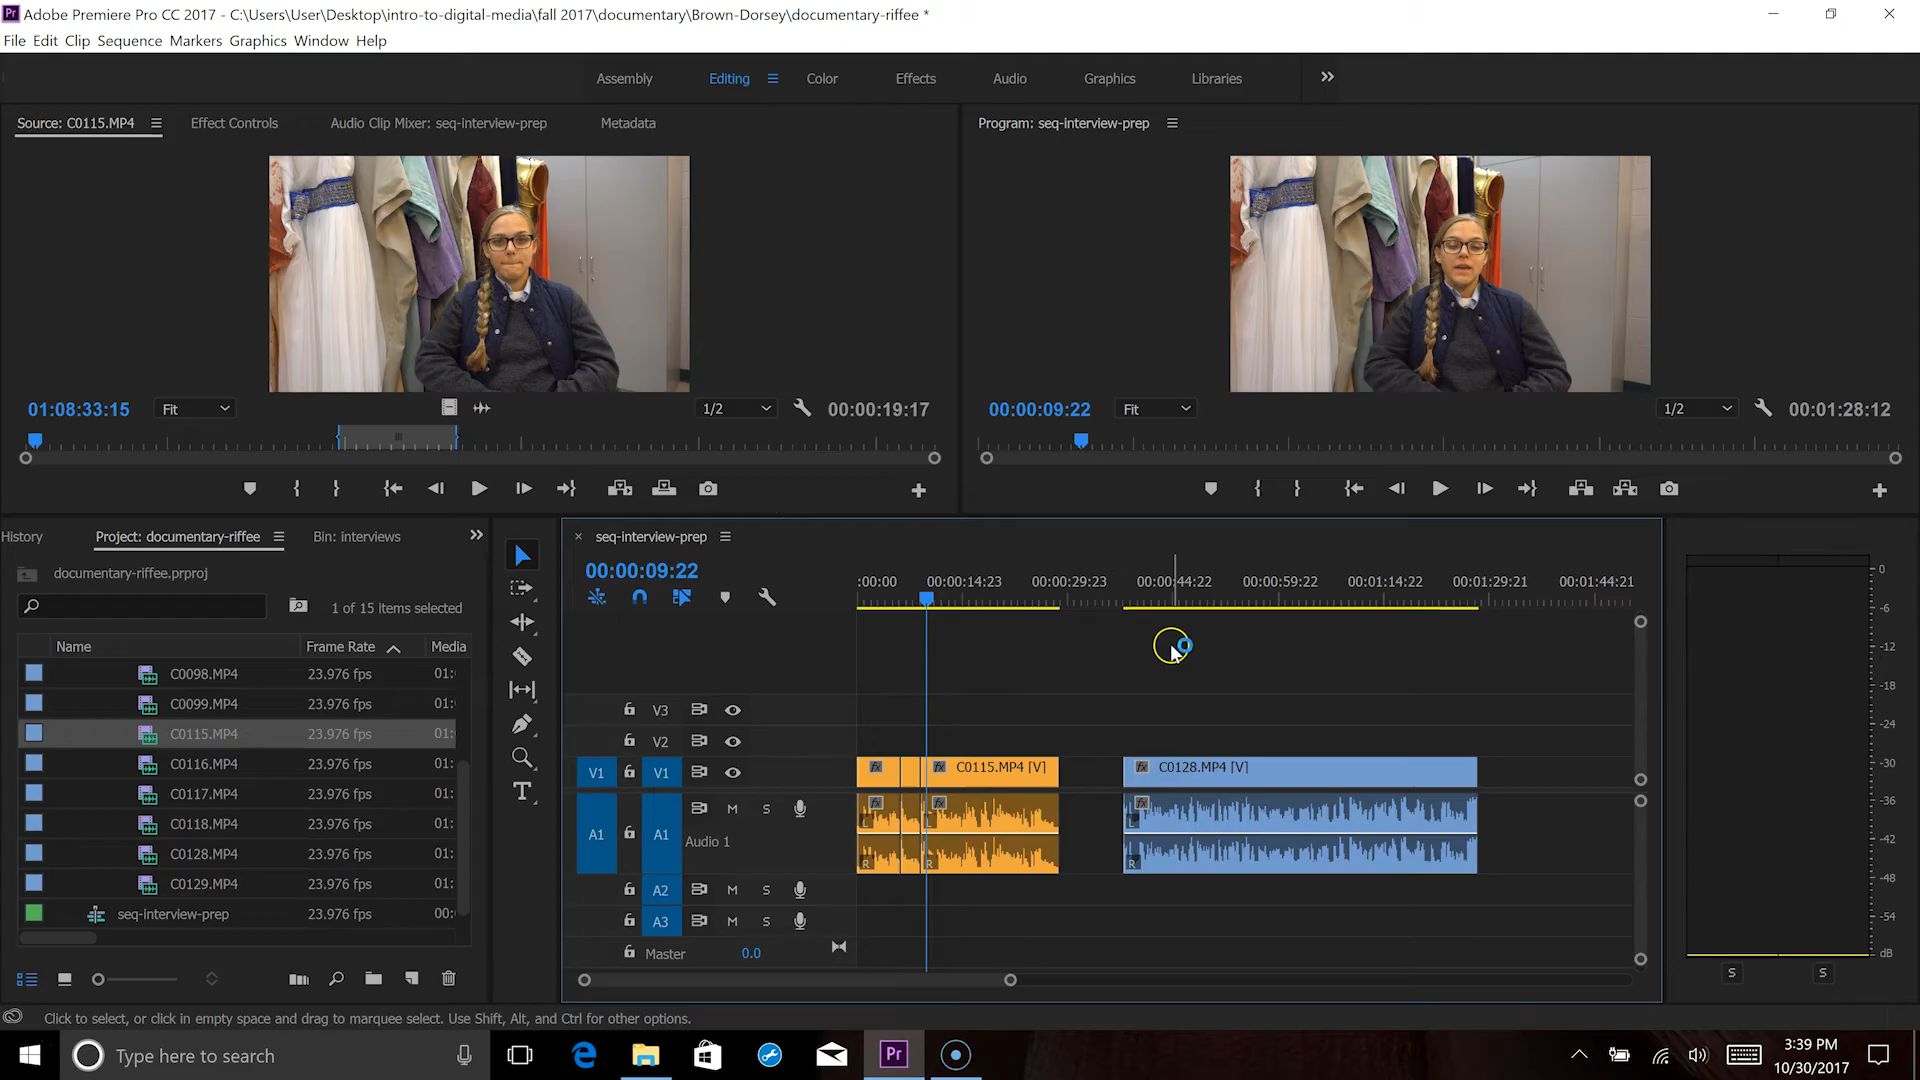 Pr Adobe Premiere Pro CC 2017 - C:\Users\User\Desktop\intro-to-digital-media\fall 2017\documentary\Brown-Dorsey\documentary-riffee *
File Edit Clip Sequence Markers Graphics Window Help
Assembly Editing Color Effects Audio Graphics Libraries
Source: C0115.MP4 Effect Controls Audio Clip Mixer: seq-interview-prep Metadata
Program: seq-interview-prep
01:08:33:15 Fit 1/2 00:00:19:17
00:00:09:22 Fit 1/2 00:01:28:12
History Project: documentary-riffee Bin: interviews
documentary-riffee.prproj
1 of 15 items selected
Name Frame Rate Media
C0098.MP4 23.976 fps 01:
C0099.MP4 23.976 fps 01:
C0115.MP4 23.976 fps 01:
C0116.MP4 23.976 fps 01:
C0117.MP4 23.976 fps 01:
C0118.MP4 23.976 fps 01:
C0128.MP4 23.976 fps 01:
C0129.MP4 23.976 fps 01:
seq-interview-prep 23.976 fps 00:
× seq-interview-prep
00:00:09:22
:00:00 00:00:14:23 00:00:29:23 00:00:44:22 00:00:59:22 00:01:14:22 00:01:29:21 00:01:44:21
V3
V2
V1 V1 fx fx C0115.MP4 [V] fx C0128.MP4 [V]
A1 A1 M S fx fx fx
Audio 1
L L L
R R R
A2 M S
A3 M S
Master 0.0
0
-6
-12
-18
-24
-30
-36
-42
-48
-54
dB
S S
Click to select, or click in empty space and drag to marquee select. Use Shift, Alt, and Ctrl for other options.
Type here to search
Pr
3:39 PM
10/30/2017